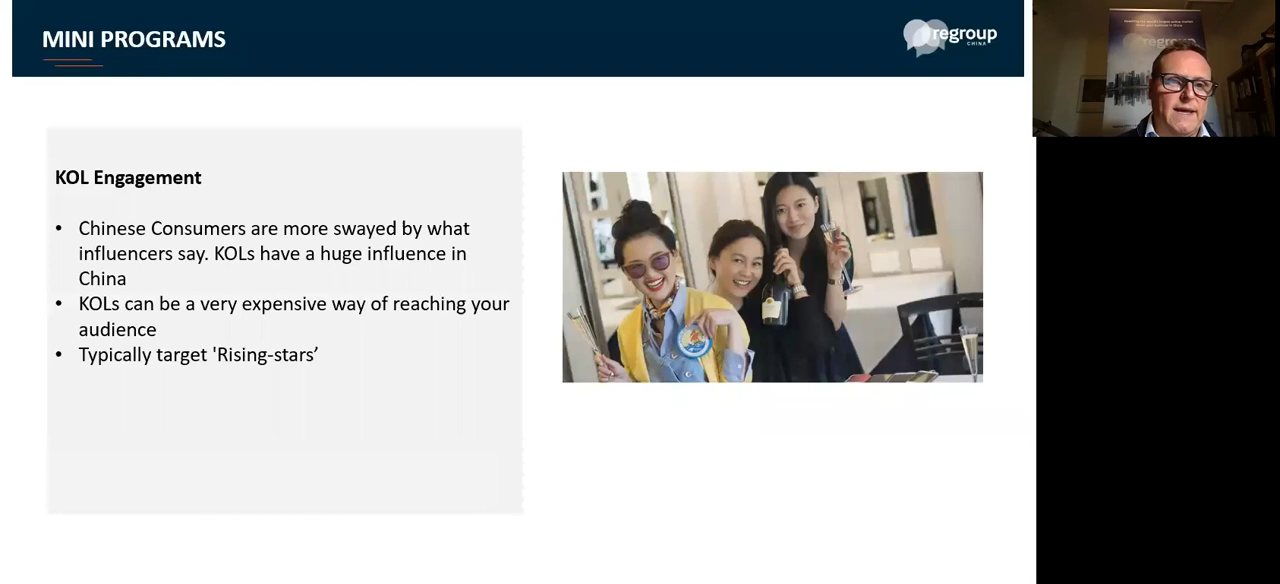 MINI PROGRAMS
regroup
CHINA
KOL Engagement
• Chinese Consumers are more swayed by what
influencers say. KOLs have a huge influence in
China
• KOLs can be a very expensive way of reaching your
audience
• Typically target 'Rising-stars’
regroup